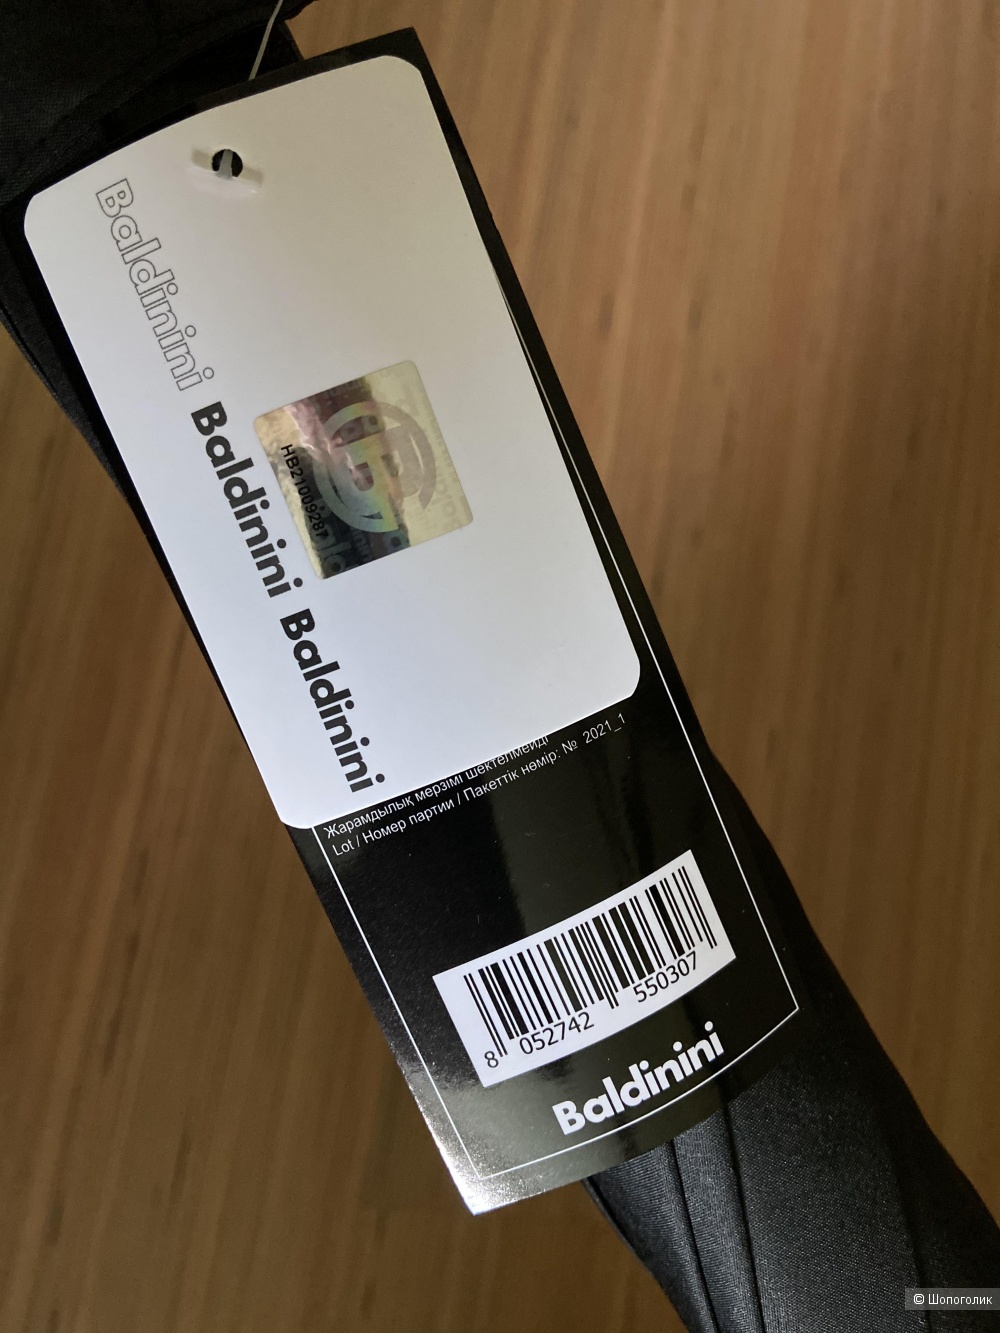 Baldinini Baldinini Baldinini
HB21009287
Жарамдылық мерзімі шектелмейді
Lot / Номер партии / Пакеттік нөмір: № 2021_1
8 052742 550307
Baldinini
© Шопоголик